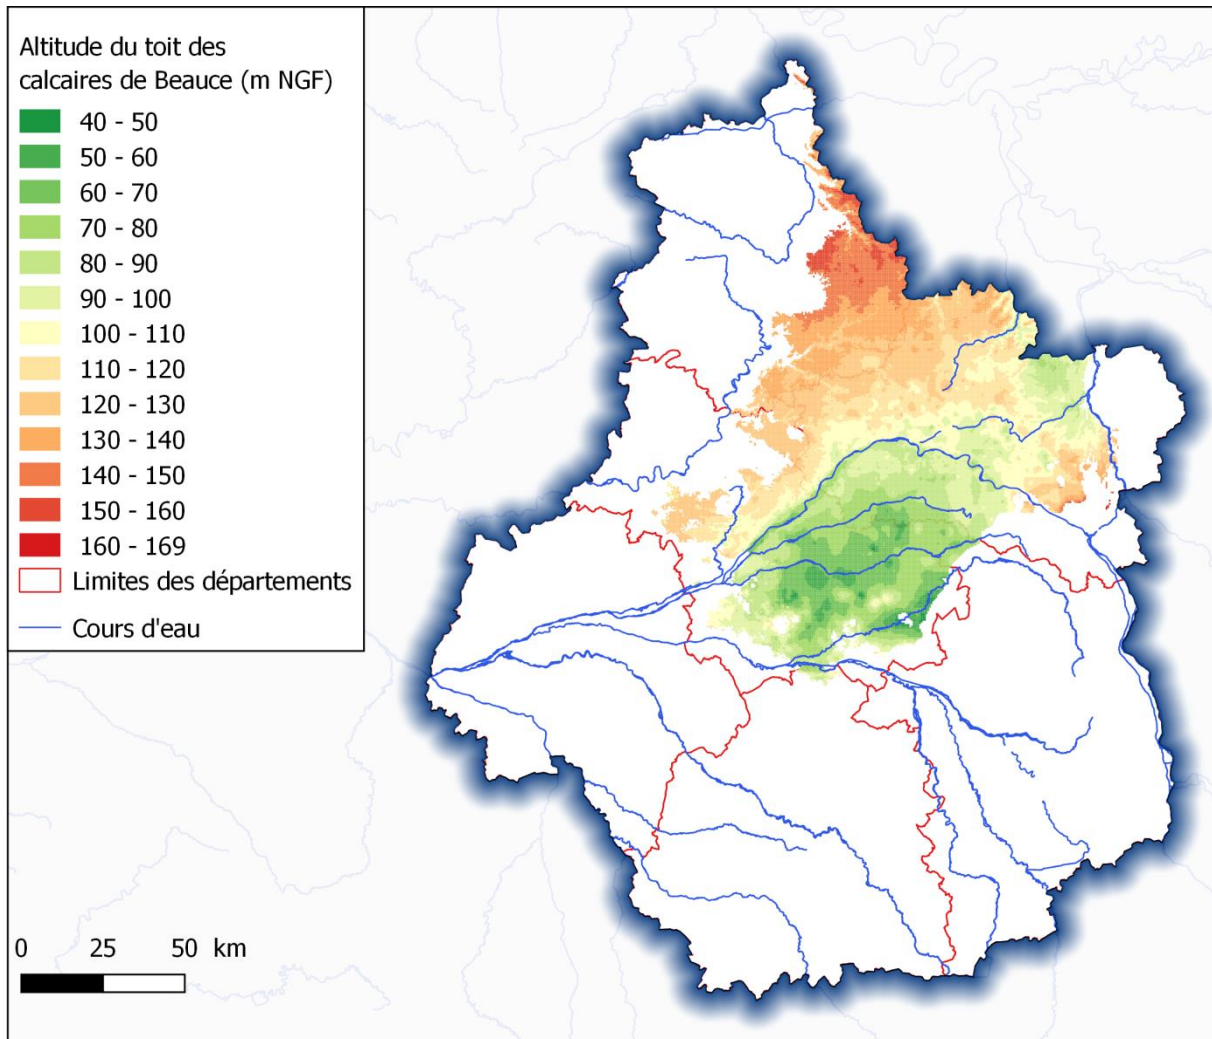 Altitude du toit des
calcaires de Beauce (m NGF)
40 - 50
50 - 60
60 - 70
70 - 80
80 - 90
90 - 100
100 - 110
110 - 120
120 - 130
130 - 140
140 - 150
150 - 160
160 - 169
Limites des départements
Cours d'eau
0 25 50 km